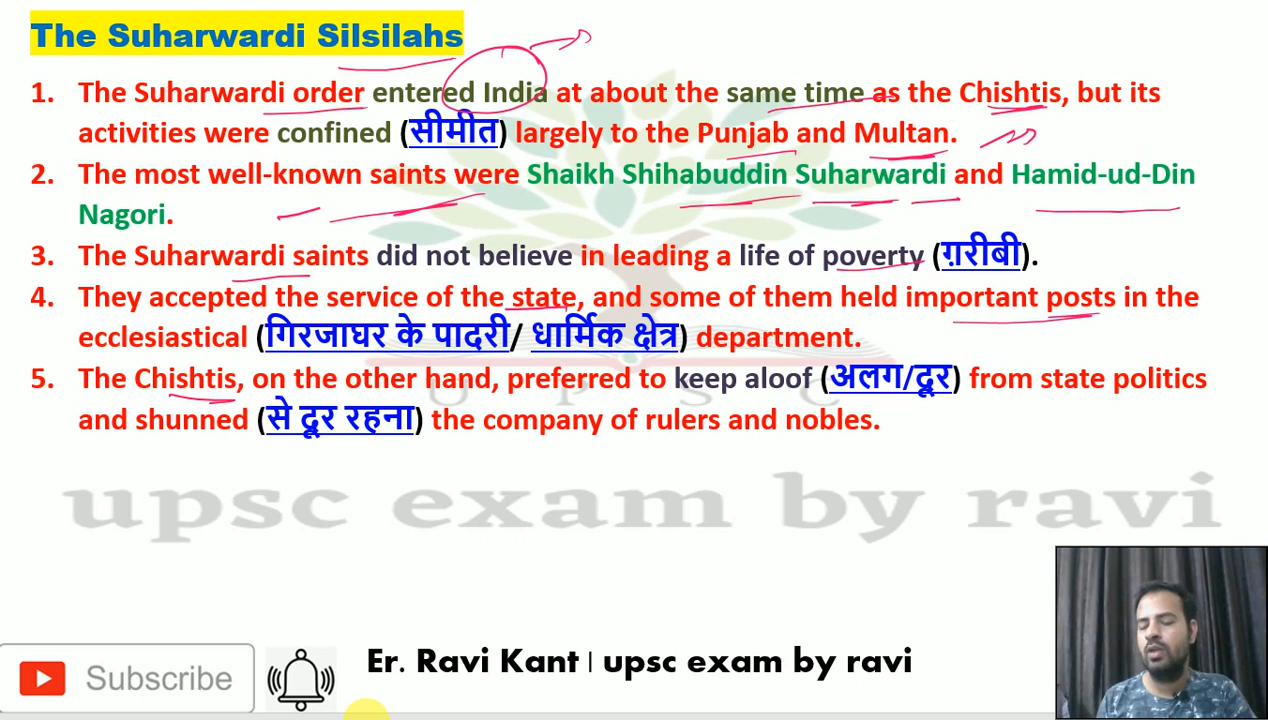 The Suharwardi Silsilahs
1. The Suharwardi order entered India at about the same time as the Chishtis, but its
activities were confined (सीमीत) largely to the Punjab and Multan.
2. The most well-known saints were Shaikh Shihabuddin Suharwardi and Hamid-ud-Din
Nagori.
3. The Suharwardi saints did not believe in leading a life of poverty (ग़रीबी).
4. They accepted the service of the state, and some of them held important posts in the
ecclesiastical (गिरजाघर के पादरी/ धार्मिक क्षेत्र) department.
5. The Chishtis, on the other hand, preferred to keep aloof (अलग/दूर) from state politics
U P S C
and shunned (से दूर रहना) the company of rulers and nobles.
upsc exam by ravi
Er. Ravi Kant | upsc exam by ravi
Subscribe